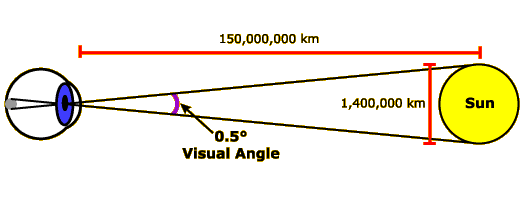 150,000,000 km
1,400,000 km
Sun
0.5°
Visual Angle